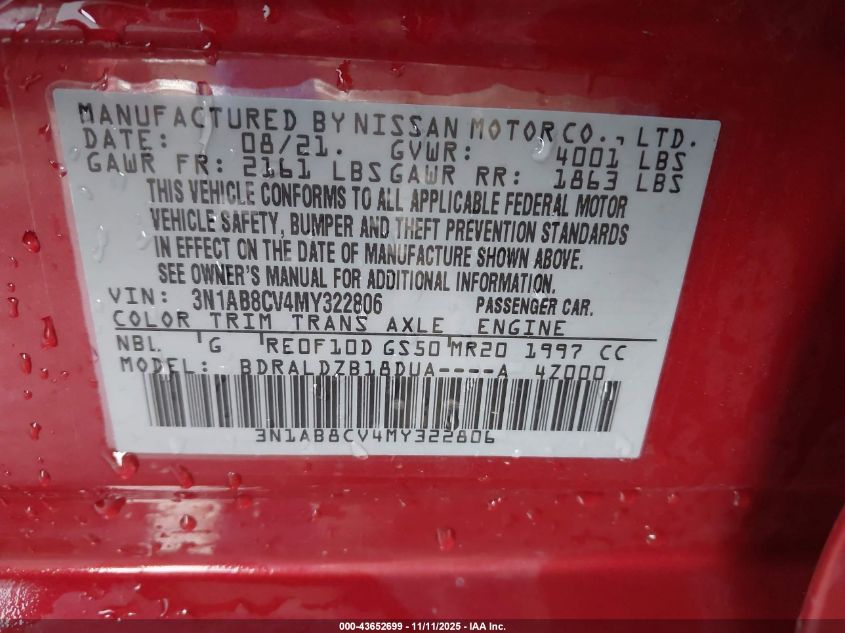 MANUFACTURED BY NISSAN MOTOR CO., LTD.
DATE: 08/21. GVWR: 4001 LBS
GAWR FR: 2161 LBS GAWR RR: 1863 LBS
THIS VEHICLE CONFORMS TO ALL APPLICABLE FEDERAL MOTOR
VEHICLE SAFETY, BUMPER AND THEFT PREVENTION STANDARDS
IN EFFECT ON THE DATE OF MANUFACTURE SHOWN ABOVE.
SEE OWNER'S MANUAL FOR ADDITIONAL INFORMATION.
VIN: 3N1AB8CV4MY322806 PASSENGER CAR.
COLOR TRIM TRANS AXLE ENGINE
NBL G RE0F10D GS50 MR20 1997 CC
MODEL: BDRALDZB18DUA----A 4Z000
3N1AB8CV4MY322806
000-43652699 - 11/11/2025 - IAA Inc.